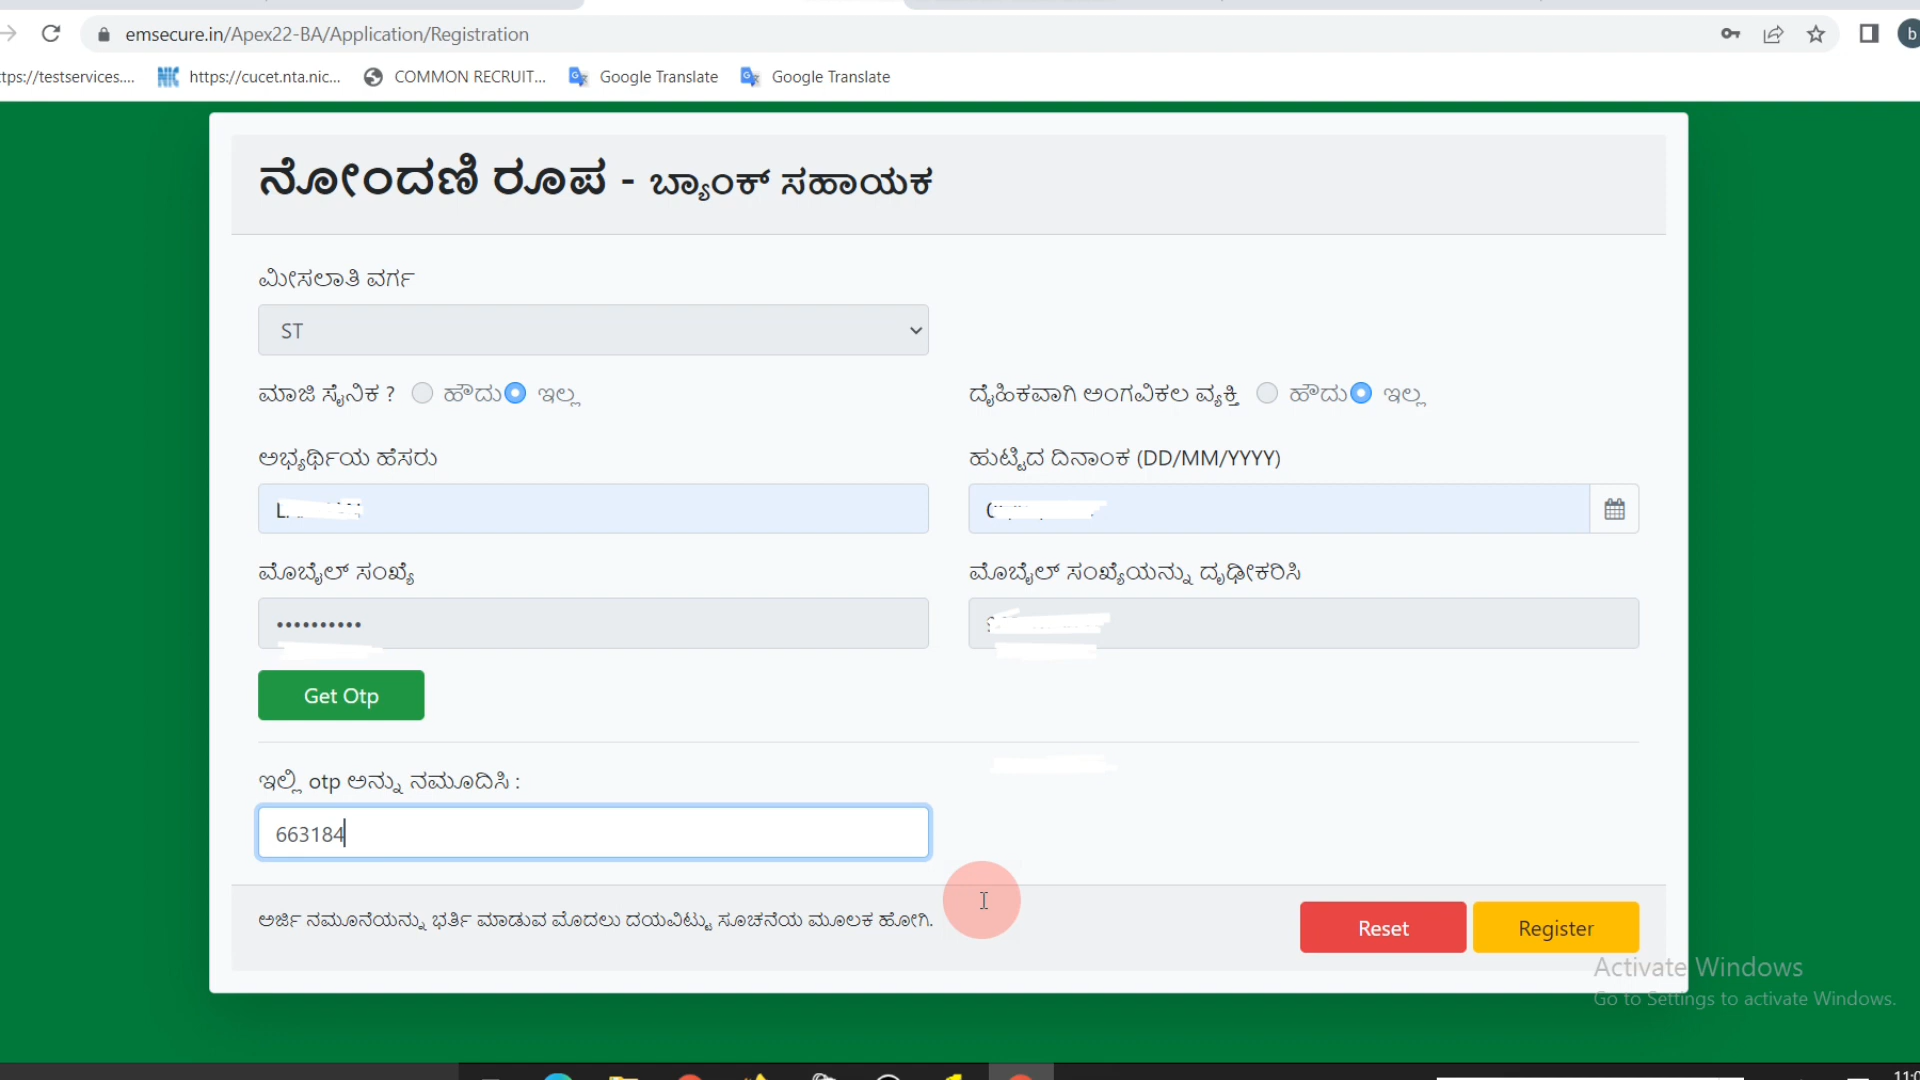 emsecure.in/Apex22-BA/Application/Registration
b
tps://testservices.... https://cucet.nta.nic... COMMON RECRUIT... Google Translate Google Translate
ನೋಂದಣಿ ರೂಪ - ಬ್ಯಾಂಕ್ ಸಹಾಯಕ
ಮೀಸಲಾತಿ ವರ್ಗ
ST
ಮಾಜಿ ಸೈನಿಕ ? ಹೌದು ಇಲ್ಲ ದೈಹಿಕವಾಗಿ ಅಂಗವಿಕಲ ವ್ಯಕ್ತಿ ಹೌದು ಇಲ್ಲ
ಅಭ್ಯರ್ಥಿಯ ಹೆಸರು ಹುಟ್ಟಿದ ದಿನಾಂಕ (DD/MM/YYYY)
ಮೊಬೈಲ್ ಸಂಖ್ಯೆ ಮೊಬೈಲ್ ಸಂಖ್ಯೆಯನ್ನು ದೃಢೀಕರಿಸಿ
••••••••••
Get Otp
ಇಲ್ಲಿ otp ಅನ್ನು ನಮೂದಿಸಿ :
663184
ಅರ್ಜಿ ನಮೂನೆಯನ್ನು ಭರ್ತಿ ಮಾಡುವ ಮೊದಲು ದಯವಿಟ್ಟು ಸೂಚನೆಯ ಮೂಲಕ ಹೋಗಿ.
Reset Register
Activate Windows
Go to Settings to activate Windows.